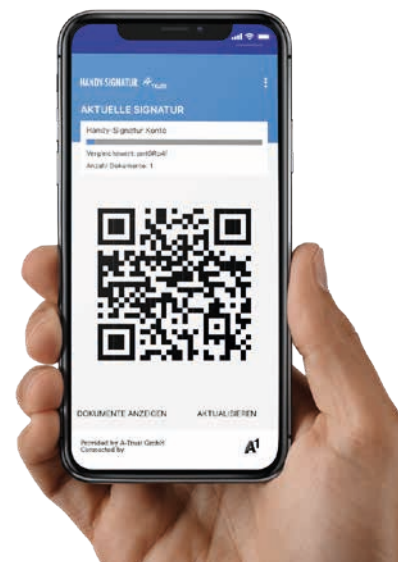 HANDY-SIGNATUR A-TRUST
AKTUELLE SIGNATUR
Handy-Signatur Konto
Vergleichswert:
Anzahl Dokumente: 1
DOKUMENTE ANZEIGEN AKTUALISIEREN
Provided by A-Trust GmbH
Connected by A1